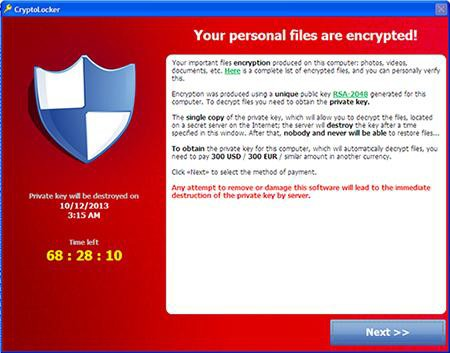 CryptoLocker
Your personal files are encrypted!
Your important files encryption produced on this computer: photos, videos,
documents, etc. Here is a complete list of encrypted files, and you can personally verify
this.
Encryption was produced using a unique public key RSA-2048 generated for this
computer. To decrypt files you need to obtain the private key.
The single copy of the private key, which will allow you to decrypt the files, located
on a secret server on the Internet; the server will destroy the key after a time
specified in this window. After that, nobody and never will be able to restore files...
To obtain the private key for this computer, which will automatically decrypt files, you
need to pay 300 USD / 300 EUR / similar amount in another currency.
Click «Next» to select the method of payment.
Any attempt to remove or damage this software will lead to the immediate
destruction of the private key by server.
Private key will be destroyed on
10/12/2013
3:15 AM
Time left
68 : 28 : 10
Next >>